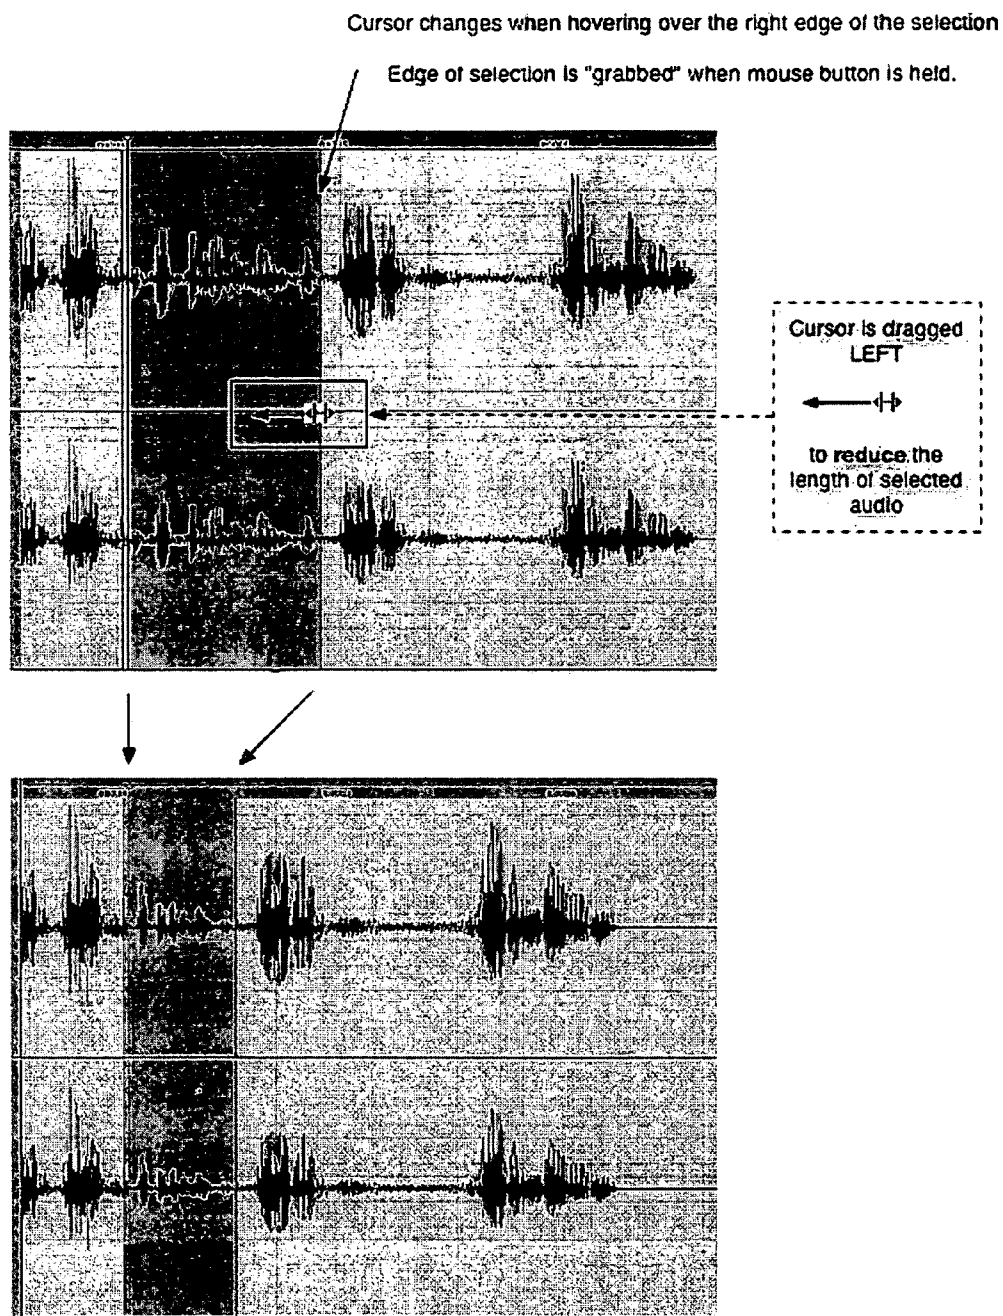 Cursor changes when hovering over the right edge of the selection
Edge of selection is "grabbed" when mouse button is held.
Cursor is dragged
LEFT
to reduce the
length of selected
audio